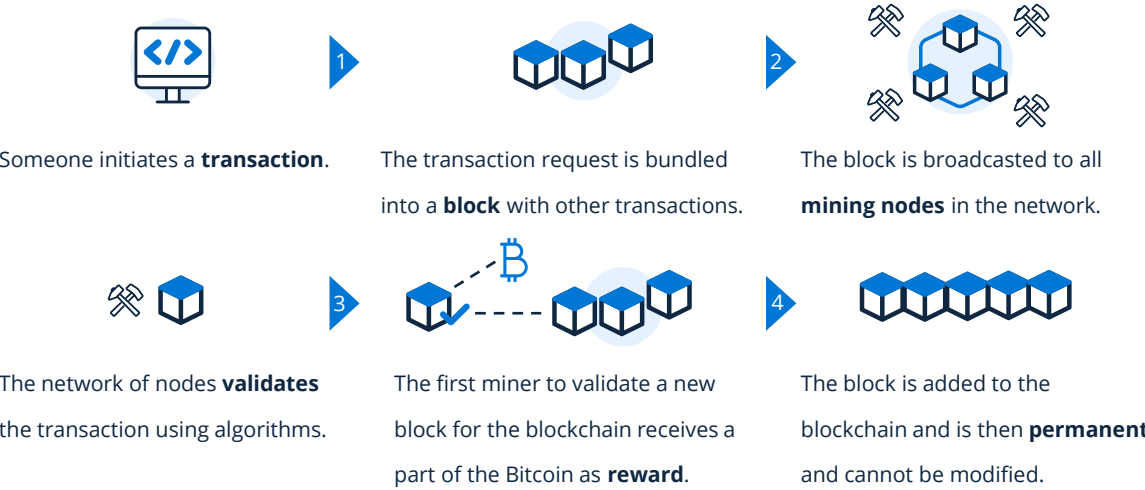 1
2
Someone initiates a transaction.
The transaction request is bundled
into a block with other transactions.
The block is broadcasted to all
mining nodes in the network.
3
4
The network of nodes validates
the transaction using algorithms.
The first miner to validate a new
block for the blockchain receives a
part of the Bitcoin as reward.
The block is added to the
blockchain and is then permanent
and cannot be modified.